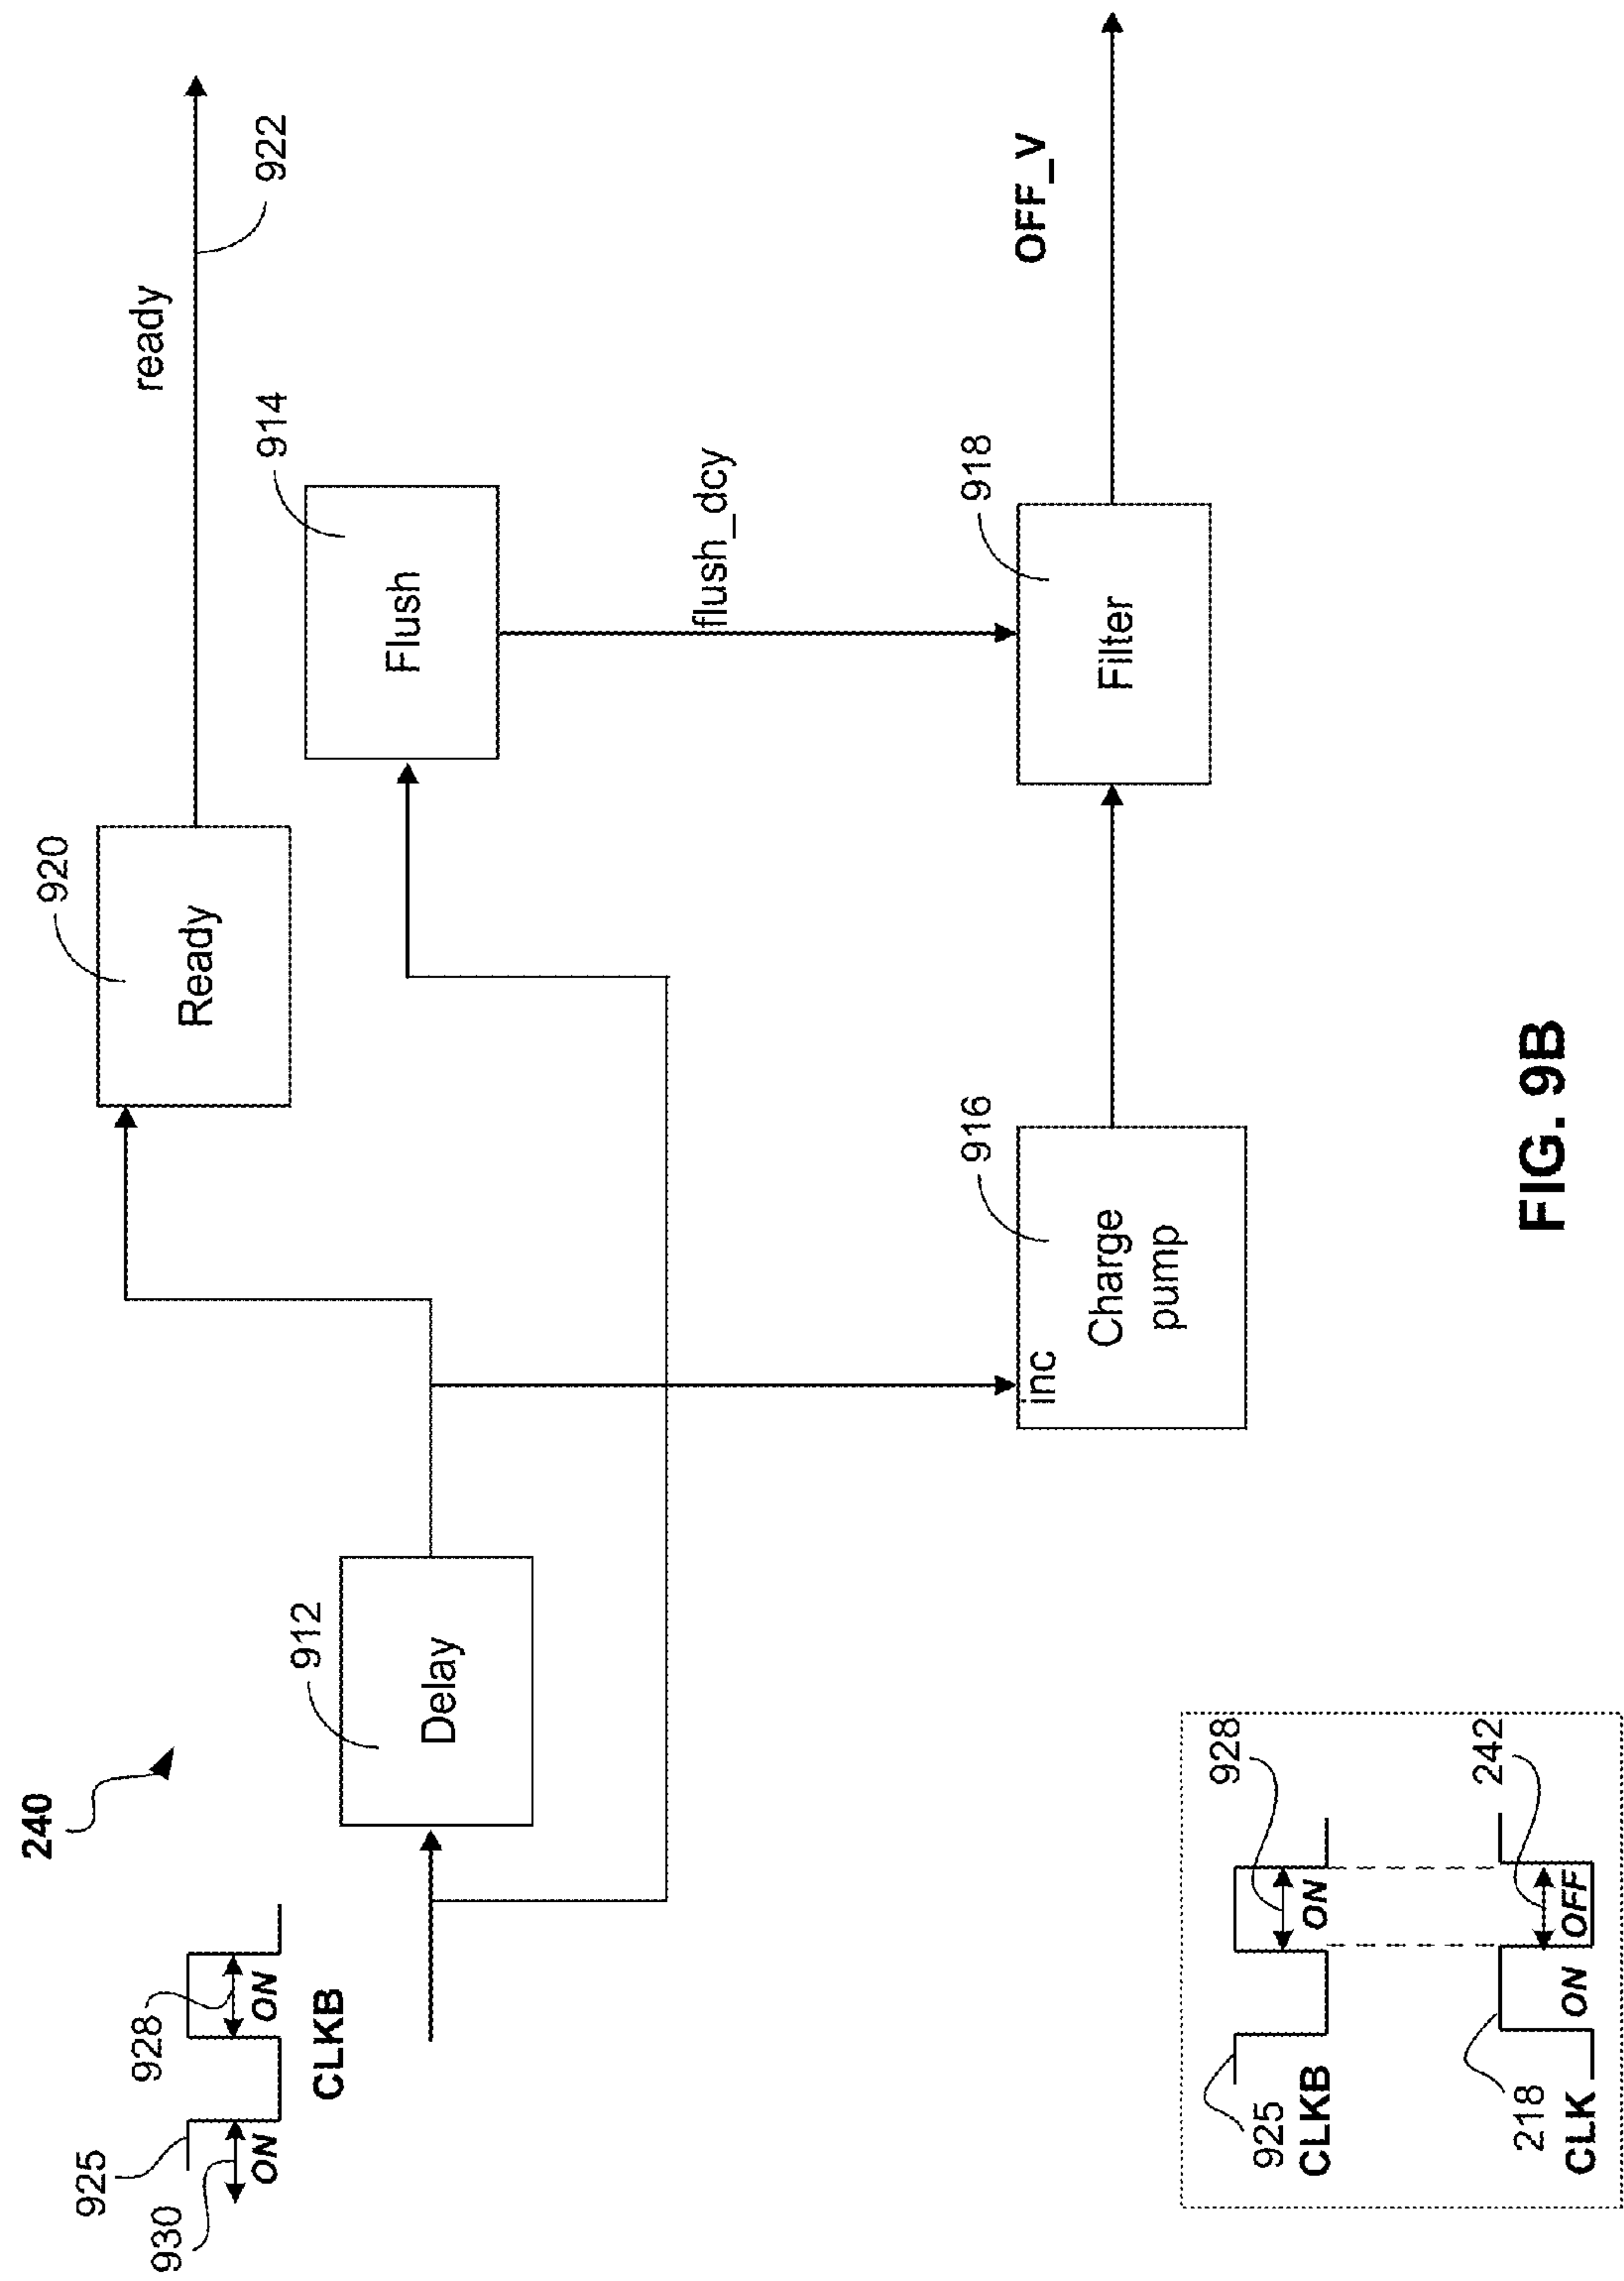 240
925
928
930
ON
ON
CLKB
912
Delay
920
Ready
ready
922
914
Flush
flush_dcy
916
inc
Charge
pump
918
Filter
OFF_V
925
928
CLKB
ON
218
242
CLK
ON
OFF
FIG. 9B